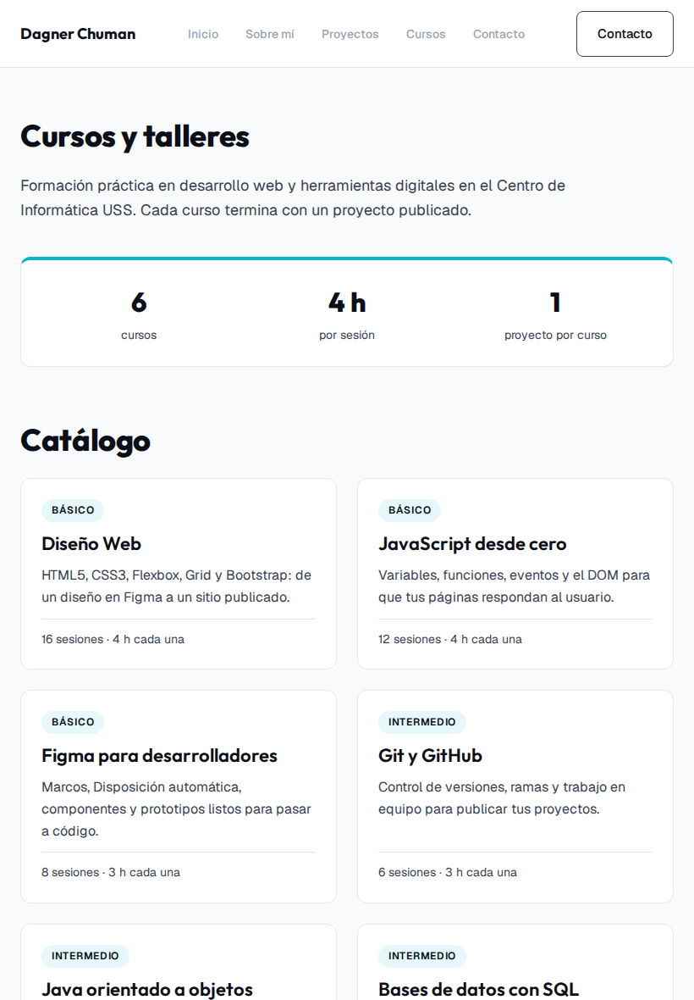 Dagner Chuman
Inicio
Sobre mí
Proyectos
Cursos
Contacto
Contacto
Cursos y talleres
Formación práctica en desarrollo web y herramientas digitales en el Centro de
Informática USS. Cada curso termina con un proyecto publicado.
6
cursos
4 h
por sesión
1
proyecto por curso
Catálogo
BÁSICO
Diseño Web
HTML5, CSS3, Flexbox, Grid y Bootstrap: de
un diseño en Figma a un sitio publicado.
16 sesiones · 4 h cada una
BÁSICO
JavaScript desde cero
Variables, funciones, eventos y el DOM para
que tus páginas respondan al usuario.
12 sesiones · 4 h cada una
BÁSICO
Figma para desarrolladores
Marcos, Disposición automática,
componentes y prototipos listos para pasar
a código.
8 sesiones · 3 h cada una
INTERMEDIO
Git y GitHub
Control de versiones, ramas y trabajo en
equipo para publicar tus proyectos.
6 sesiones · 3 h cada una
INTERMEDIO
Java orientado a objetos
INTERMEDIO
Bases de datos con SQL